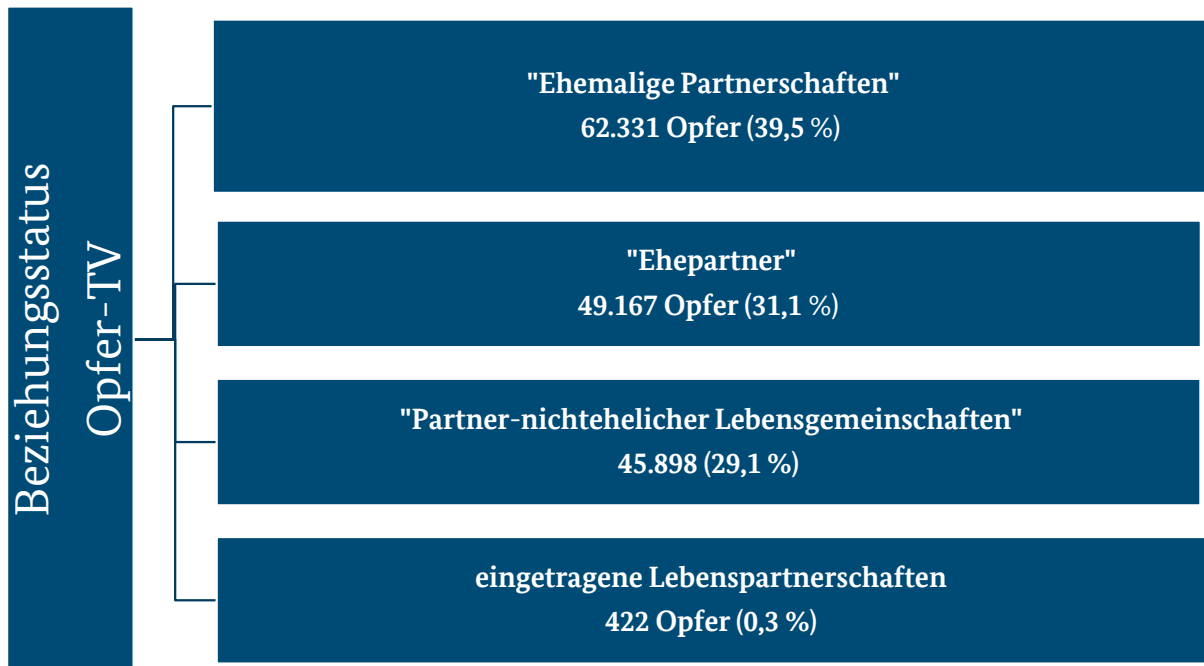 Beziehungsstatus
Opfer-TV
"Ehemalige Partnerschaften"
62.331 Opfer (39,5 %)
"Ehepartner"
49.167 Opfer (31,1 %)
"Partner-nichtehelicher Lebensgemeinschaften"
45.898 (29,1 %)
eingetragene Lebenspartnerschaften
422 Opfer (0,3 %)